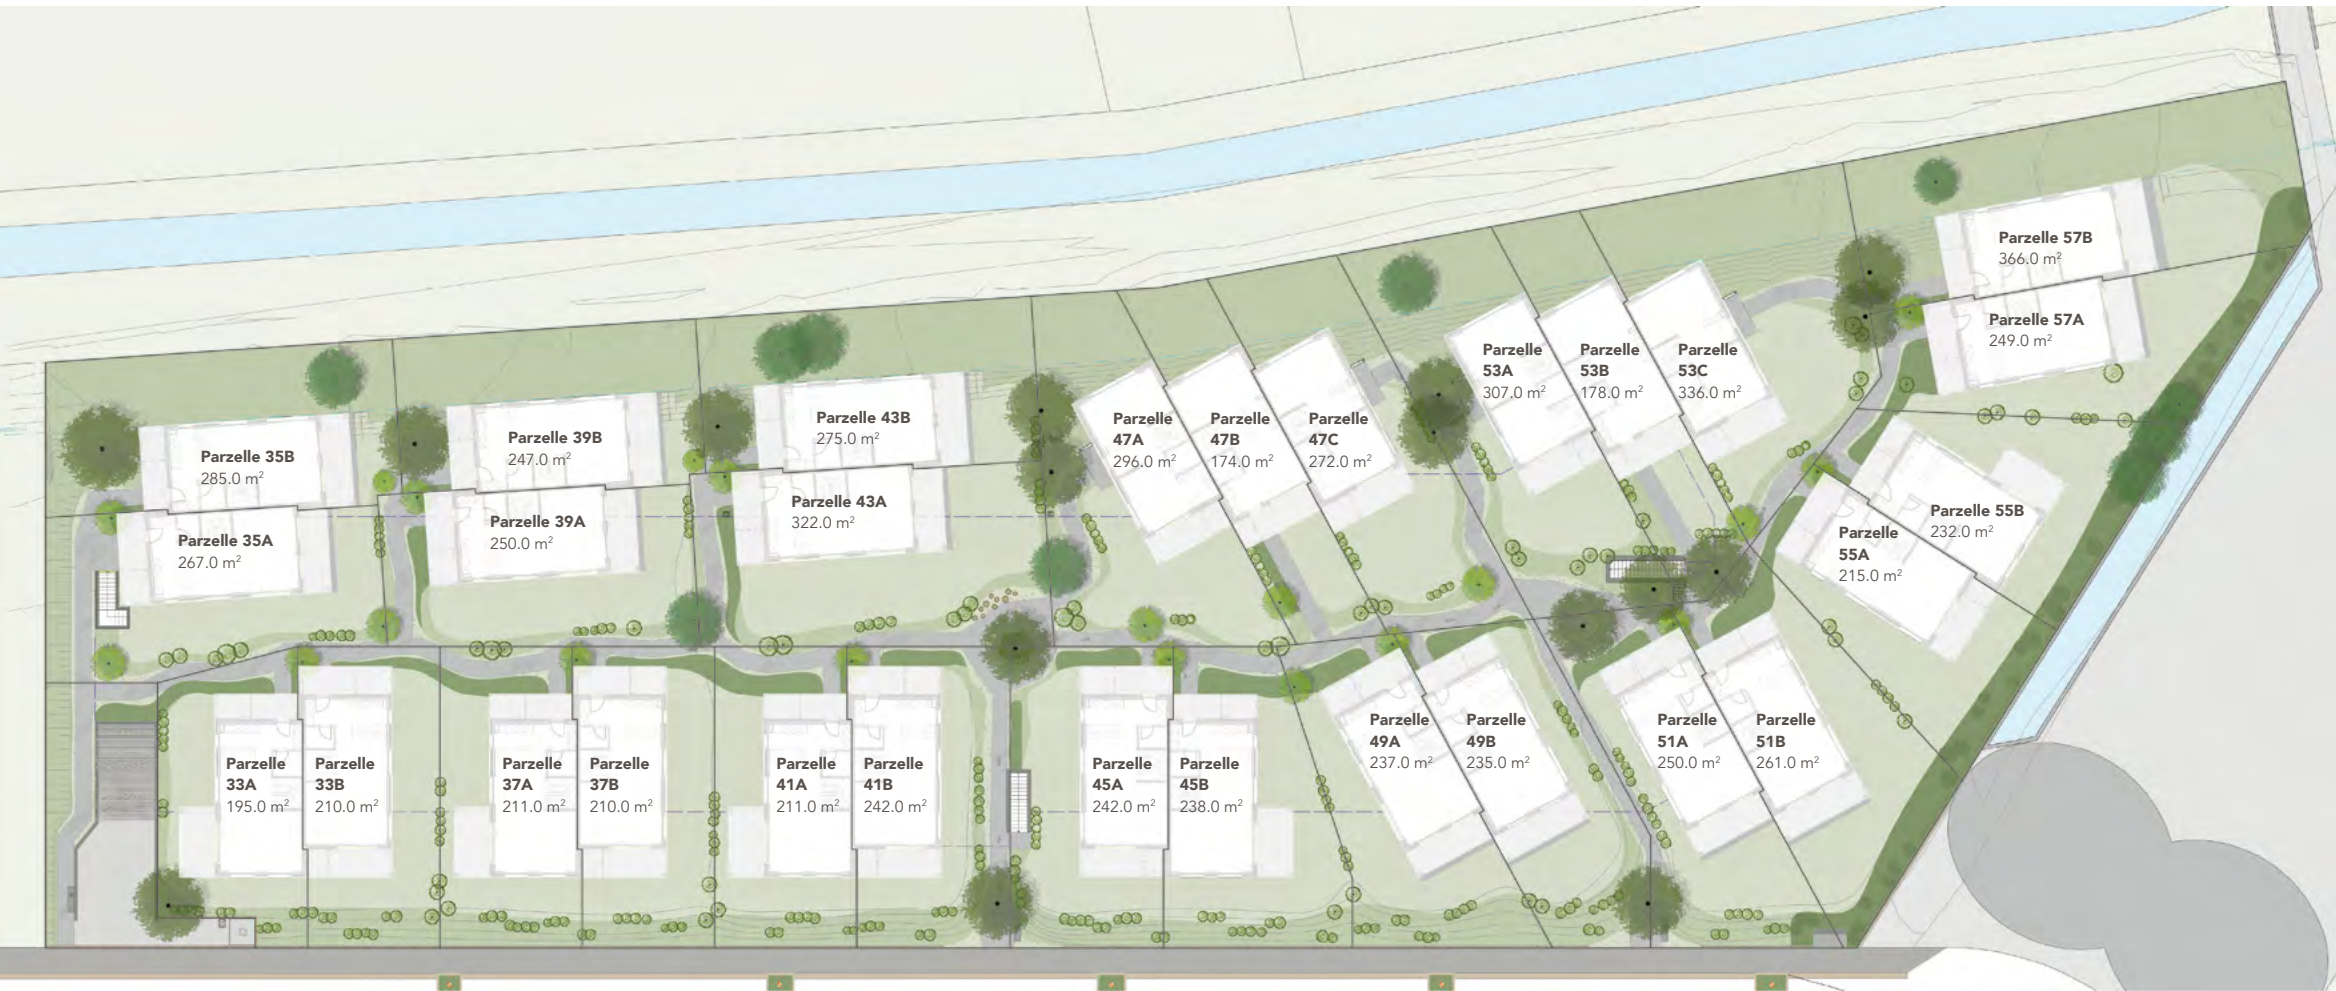 Parzelle 57B
366.0 m²
Parzelle 57A
249.0 m²
Parzelle
53A
307.0 m²
Parzelle
53B
178.0 m²
Parzelle
53C
336.0 m²
Parzelle 43B
275.0 m²
Parzelle
47A
296.0 m²
Parzelle
47B
174.0 m²
Parzelle
47C
272.0 m²
Parzelle 39B
247.0 m²
Parzelle 35B
285.0 m²
Parzelle 43A
322.0 m²
Parzelle 39A
250.0 m²
Parzelle 35A
267.0 m²
Parzelle 55B
232.0 m²
Parzelle
55A
215.0 m²
Parzelle
33A
195.0 m²
Parzelle
33B
210.0 m²
Parzelle
37A
211.0 m²
Parzelle
37B
210.0 m²
Parzelle
41A
211.0 m²
Parzelle
41B
242.0 m²
Parzelle
45A
242.0 m²
Parzelle
45B
238.0 m²
Parzelle
49A
237.0 m²
Parzelle
49B
235.0 m²
Parzelle
51A
250.0 m²
Parzelle
51B
261.0 m²